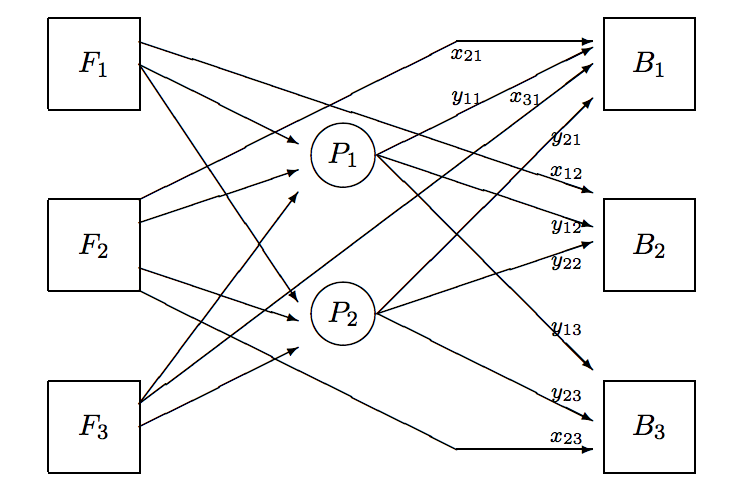 F₁
B₁
x₂₁
y₁₁
x₃₁
y₂₁
P₁
x₁₂
y₁₂
F₂
B₂
y₂₂
P₂
y₁₃
y₂₃
F₃
B₃
x₂₃